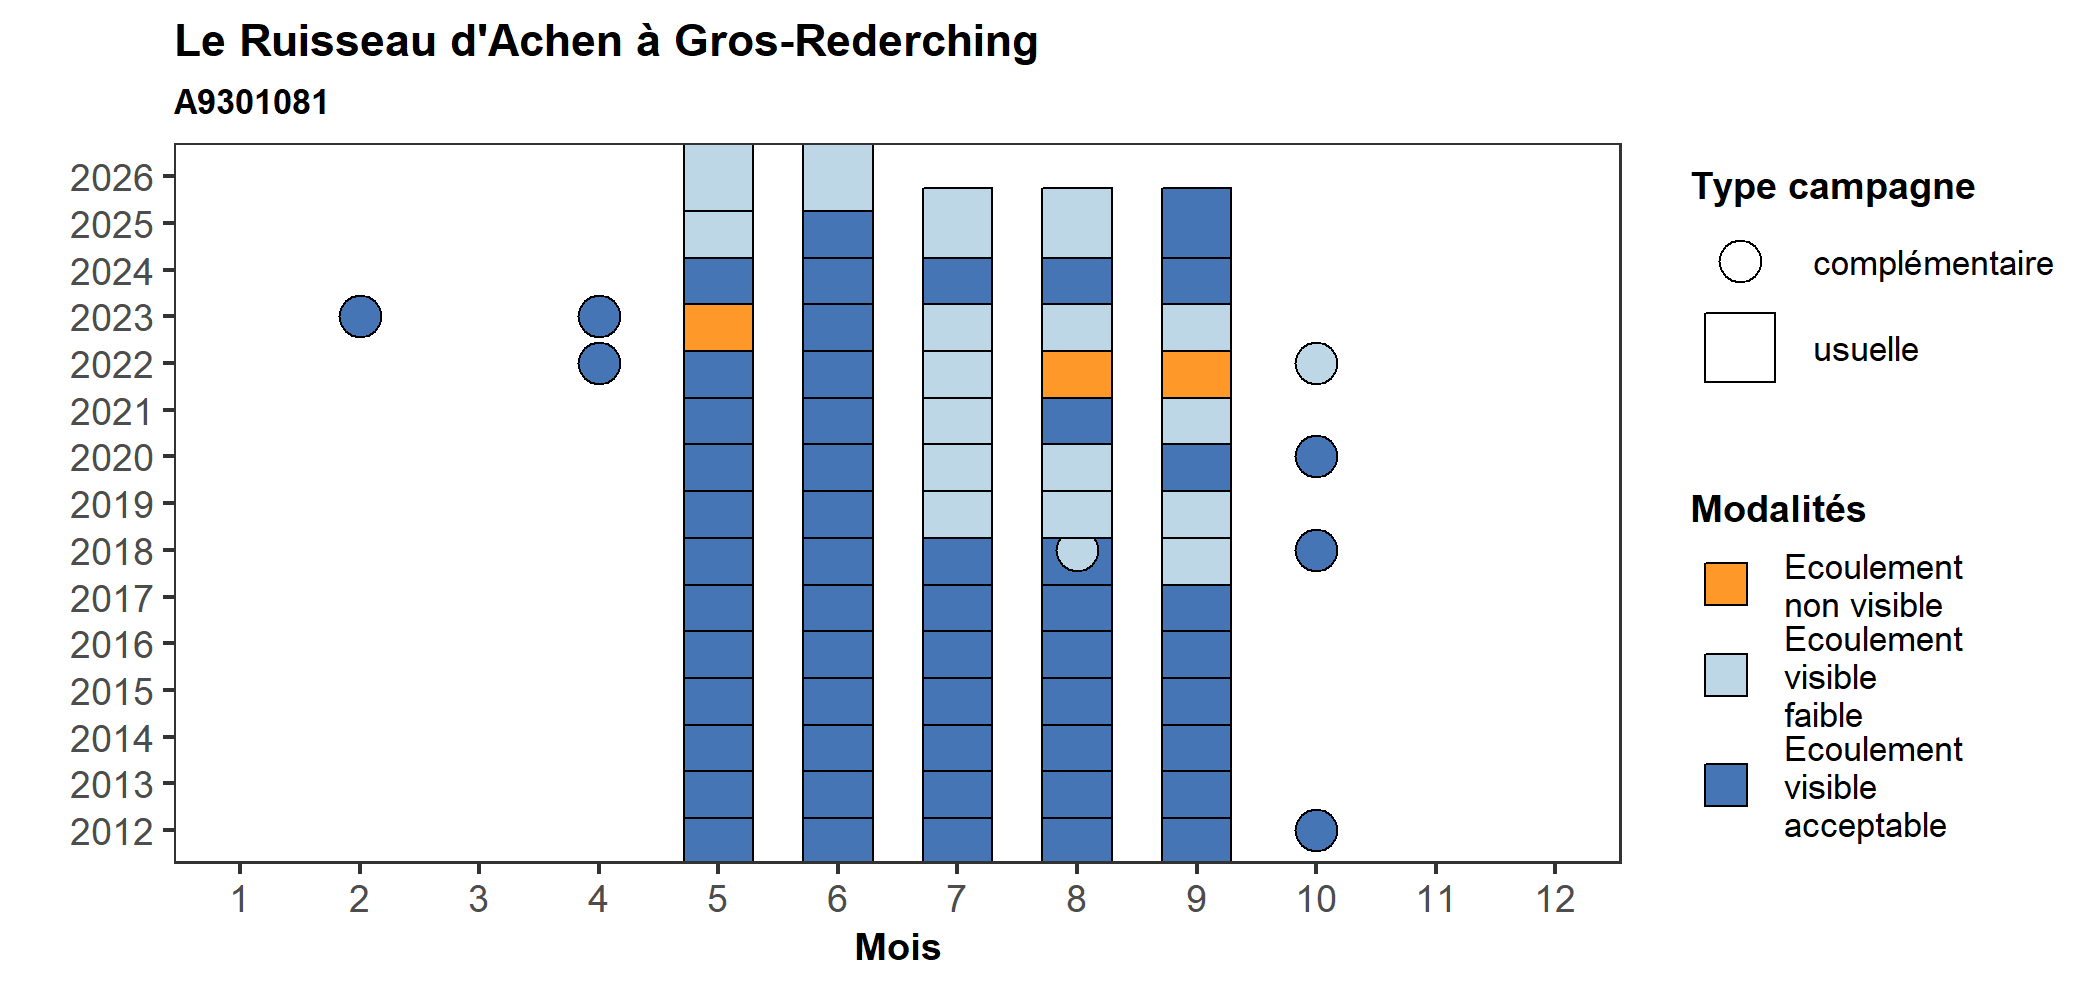 Le Ruisseau d'Achen à Gros-Rederching
A9301081
2026
2025
2024
2023
2022
2021
2020
2019
2018
2017
2016
2015
2014
2013
2012
1 2 3 4 5 6 7 8 9 10 11 12
Mois
Type campagne
complémentaire
usuelle
Modalités
Ecoulement
non visible
Ecoulement
visible
faible
Ecoulement
visible
acceptable